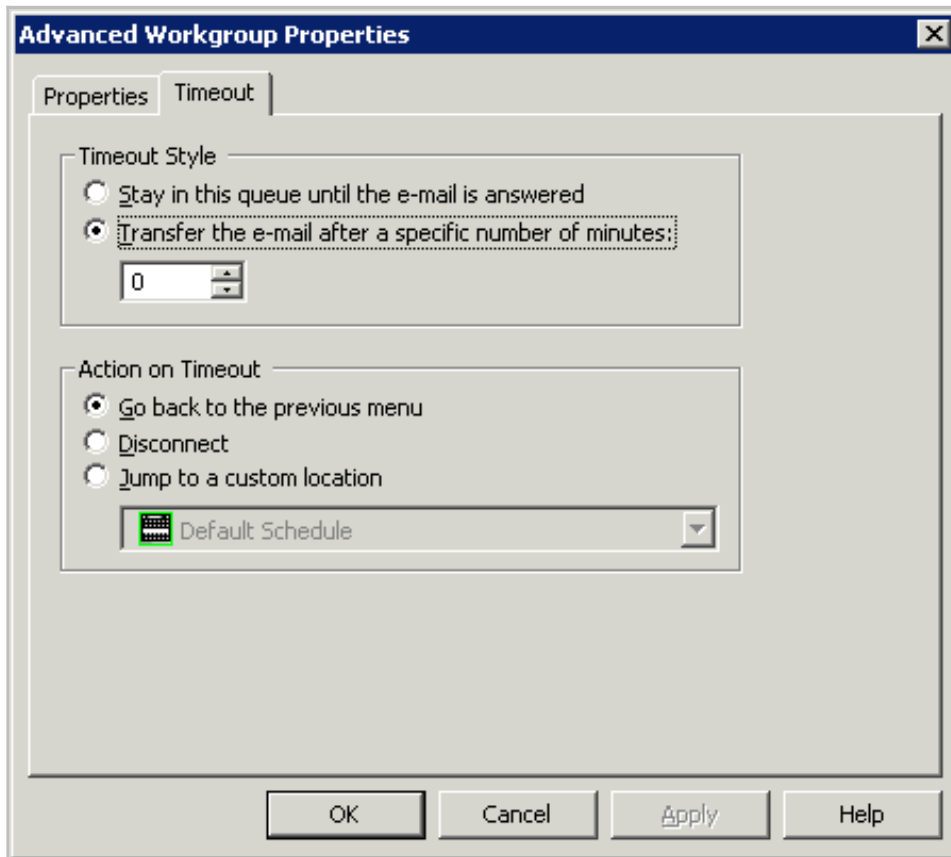 Advanced Workgroup Properties
Properties Timeout
Timeout Style
Stay in this queue until the e-mail is answered
Transfer the e-mail after a specific number of minutes:
0
Action on Timeout
Go back to the previous menu
Disconnect
Jump to a custom location
Default Schedule
OK Cancel Apply Help